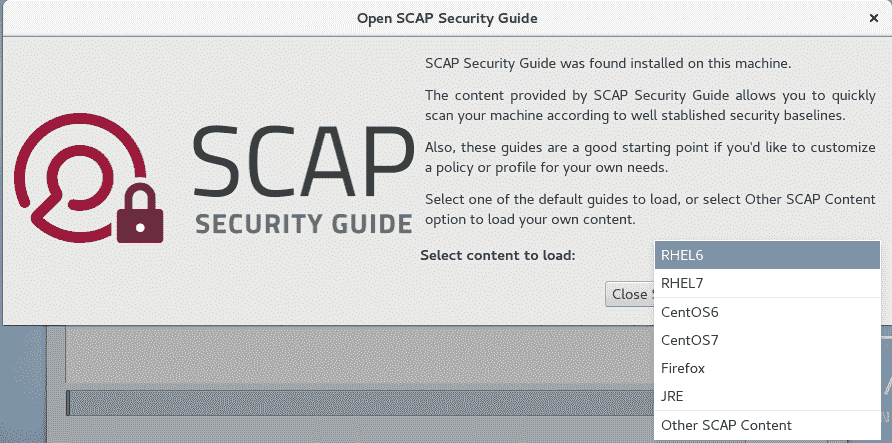 Open SCAP Security Guide
SCAP Security Guide was found installed on this machine.
The content provided by SCAP Security Guide allows you to quickly
scan your machine according to well stablished security baselines.
Also, these guides are a good starting point if you'd like to customize
a policy or profile for your own needs.
Select one of the default guides to load, or select Other SCAP Content
option to load your own content.
SCAP
SECURITY GUIDE
Select content to load:
RHEL6
RHEL7
Close
CentOS6
CentOS7
Firefox
JRE
Other SCAP Content